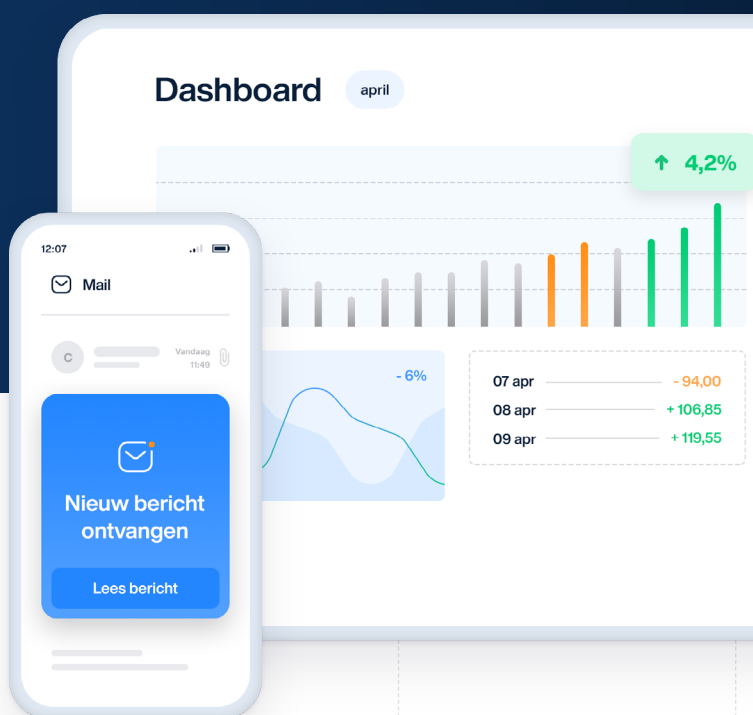 Dashboard
april
4,2%
12:07
Mail
C
Vandaag
11:49
Nieuw bericht
ontvangen
Lees bericht
- 6%
07 apr - 94,00
08 apr + 106,85
09 apr + 119,55